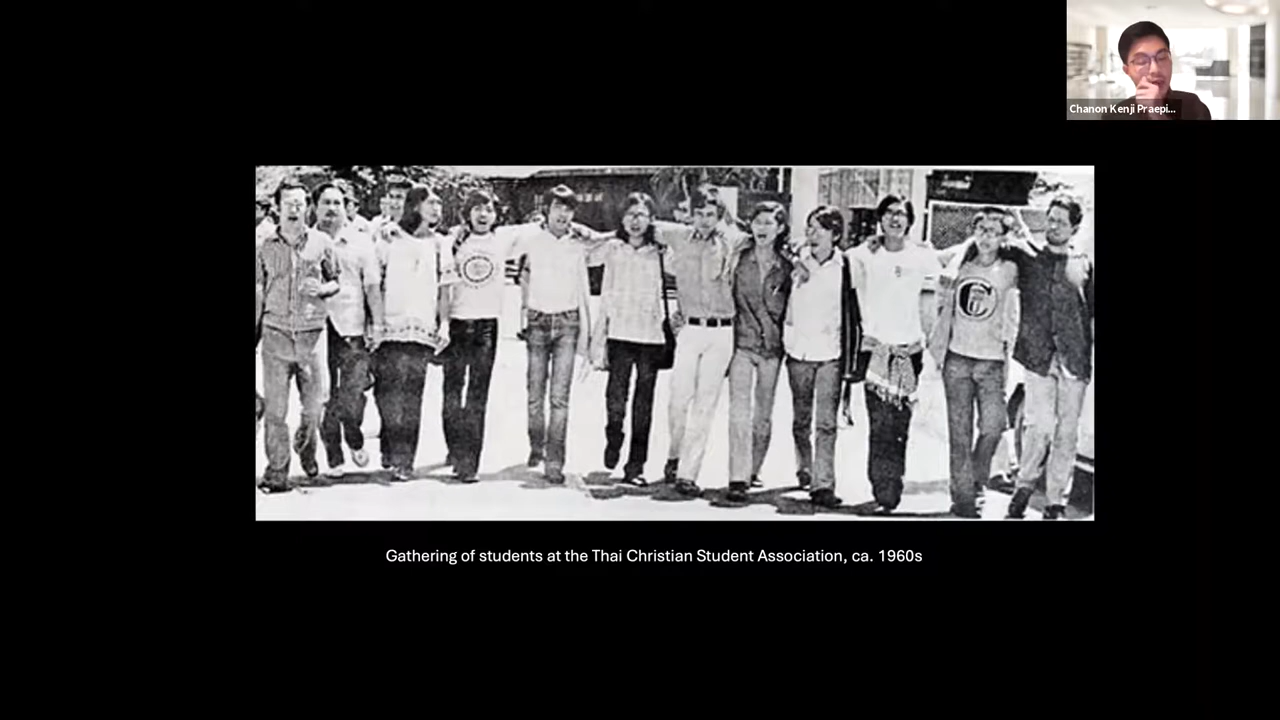 Chanon Kenji Praepi...
Gathering of students at the Thai Christian Student Association, ca. 1960s